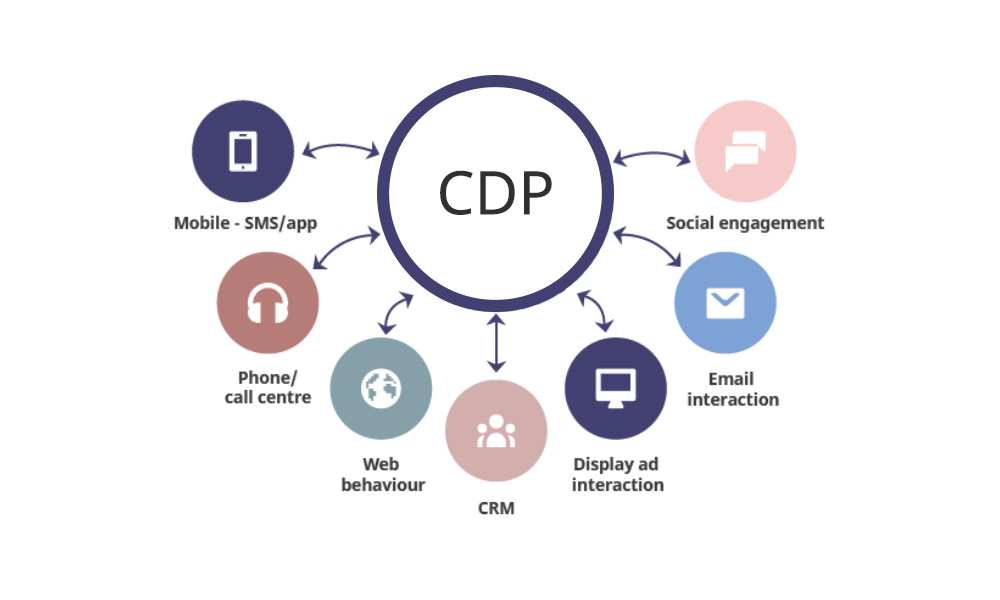 CDP
Mobile - SMS/app
Social engagement
Phone/
call centre
Email
interaction
Web
behaviour
Display ad
interaction
CRM